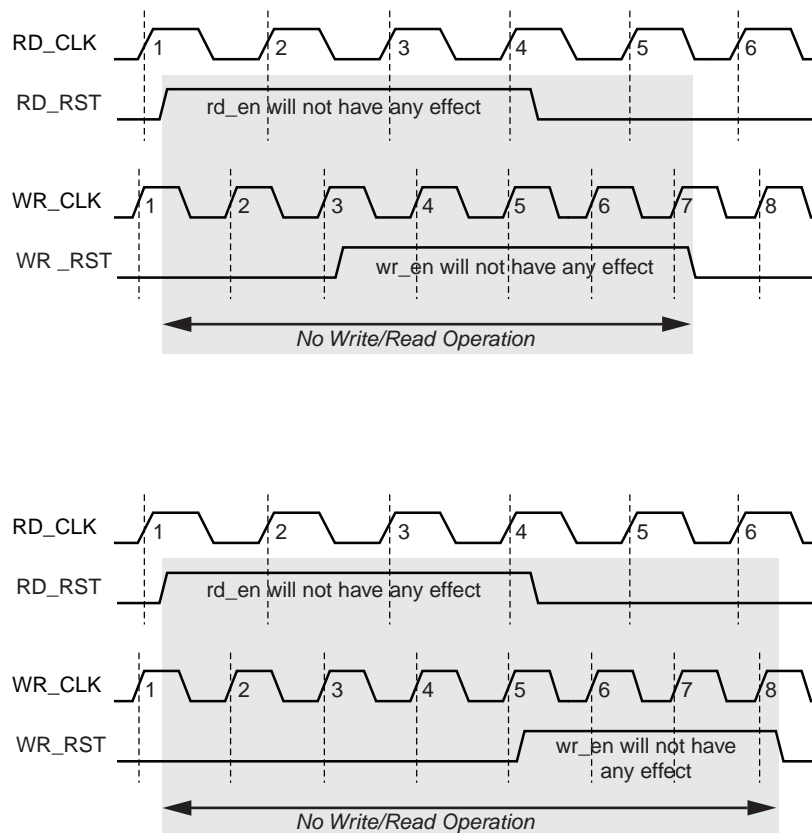 RD_CLK 1 2 3 4 5 6
RD_RST rd_en will not have any effect
WR_CLK 1 2 3 4 5 6 7 8
WR _RST wr_en will not have any effect
No Write/Read Operation
RD_CLK 1 2 3 4 5 6
RD_RST rd_en will not have any effect
WR_CLK 1 2 3 4 5 6 7 8
WR_RST wr_en will not have
any effect
No Write/Read Operation